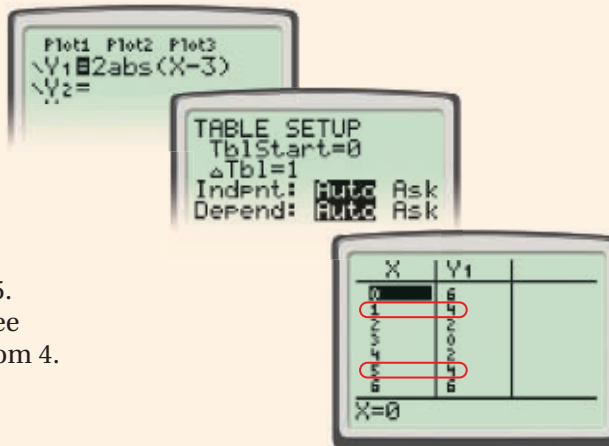 Plot1 Plot2 Plot3
\Y1=2abs(X-3)
\Y2=
TABLE SETUP
TblStart=0
△Tbl=1
Indpnt: Auto Ask
Depend: Auto Ask
5.
ee
om 4.
X Y1
0 6
1 4
2 2
3 0
4 2
5 4
6 6
X=0